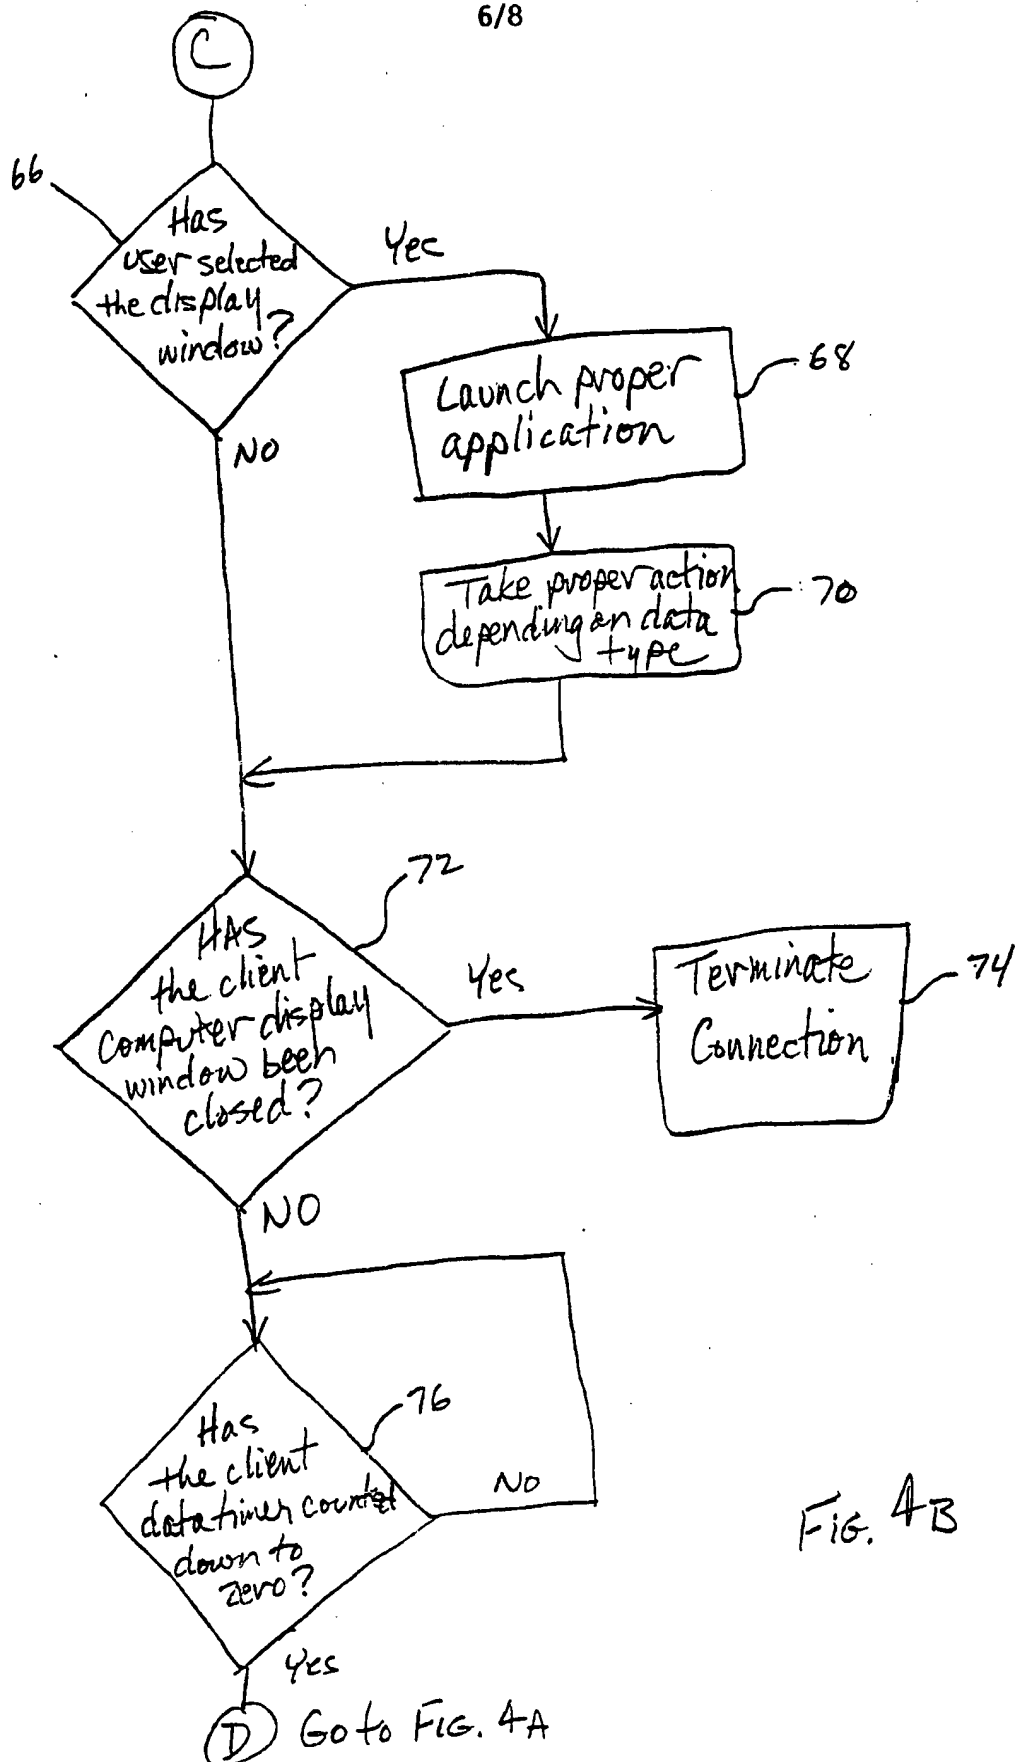 6/8
C
66
Has
user selected
the display
window?
Yes
NO
Launch proper
application
68
Take proper action
depending on data
type
70
72
HAS
the client
computer display
window been
closed?
Yes
Terminate
Connection
74
NO
76
Has
the client
data timer counted
down to
zero?
NO
Yes
D Go to FIG. 4A
FIG. 4B